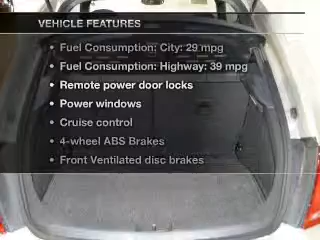 VEHICLE FEATURES
• Fuel Consumption: City: 29 mpg
• Fuel Consumption: Highway: 39 mpg
• Remote power door locks
• Power windows
• Cruise control
• 4-wheel ABS Brakes
• Front Ventilated disc brakes